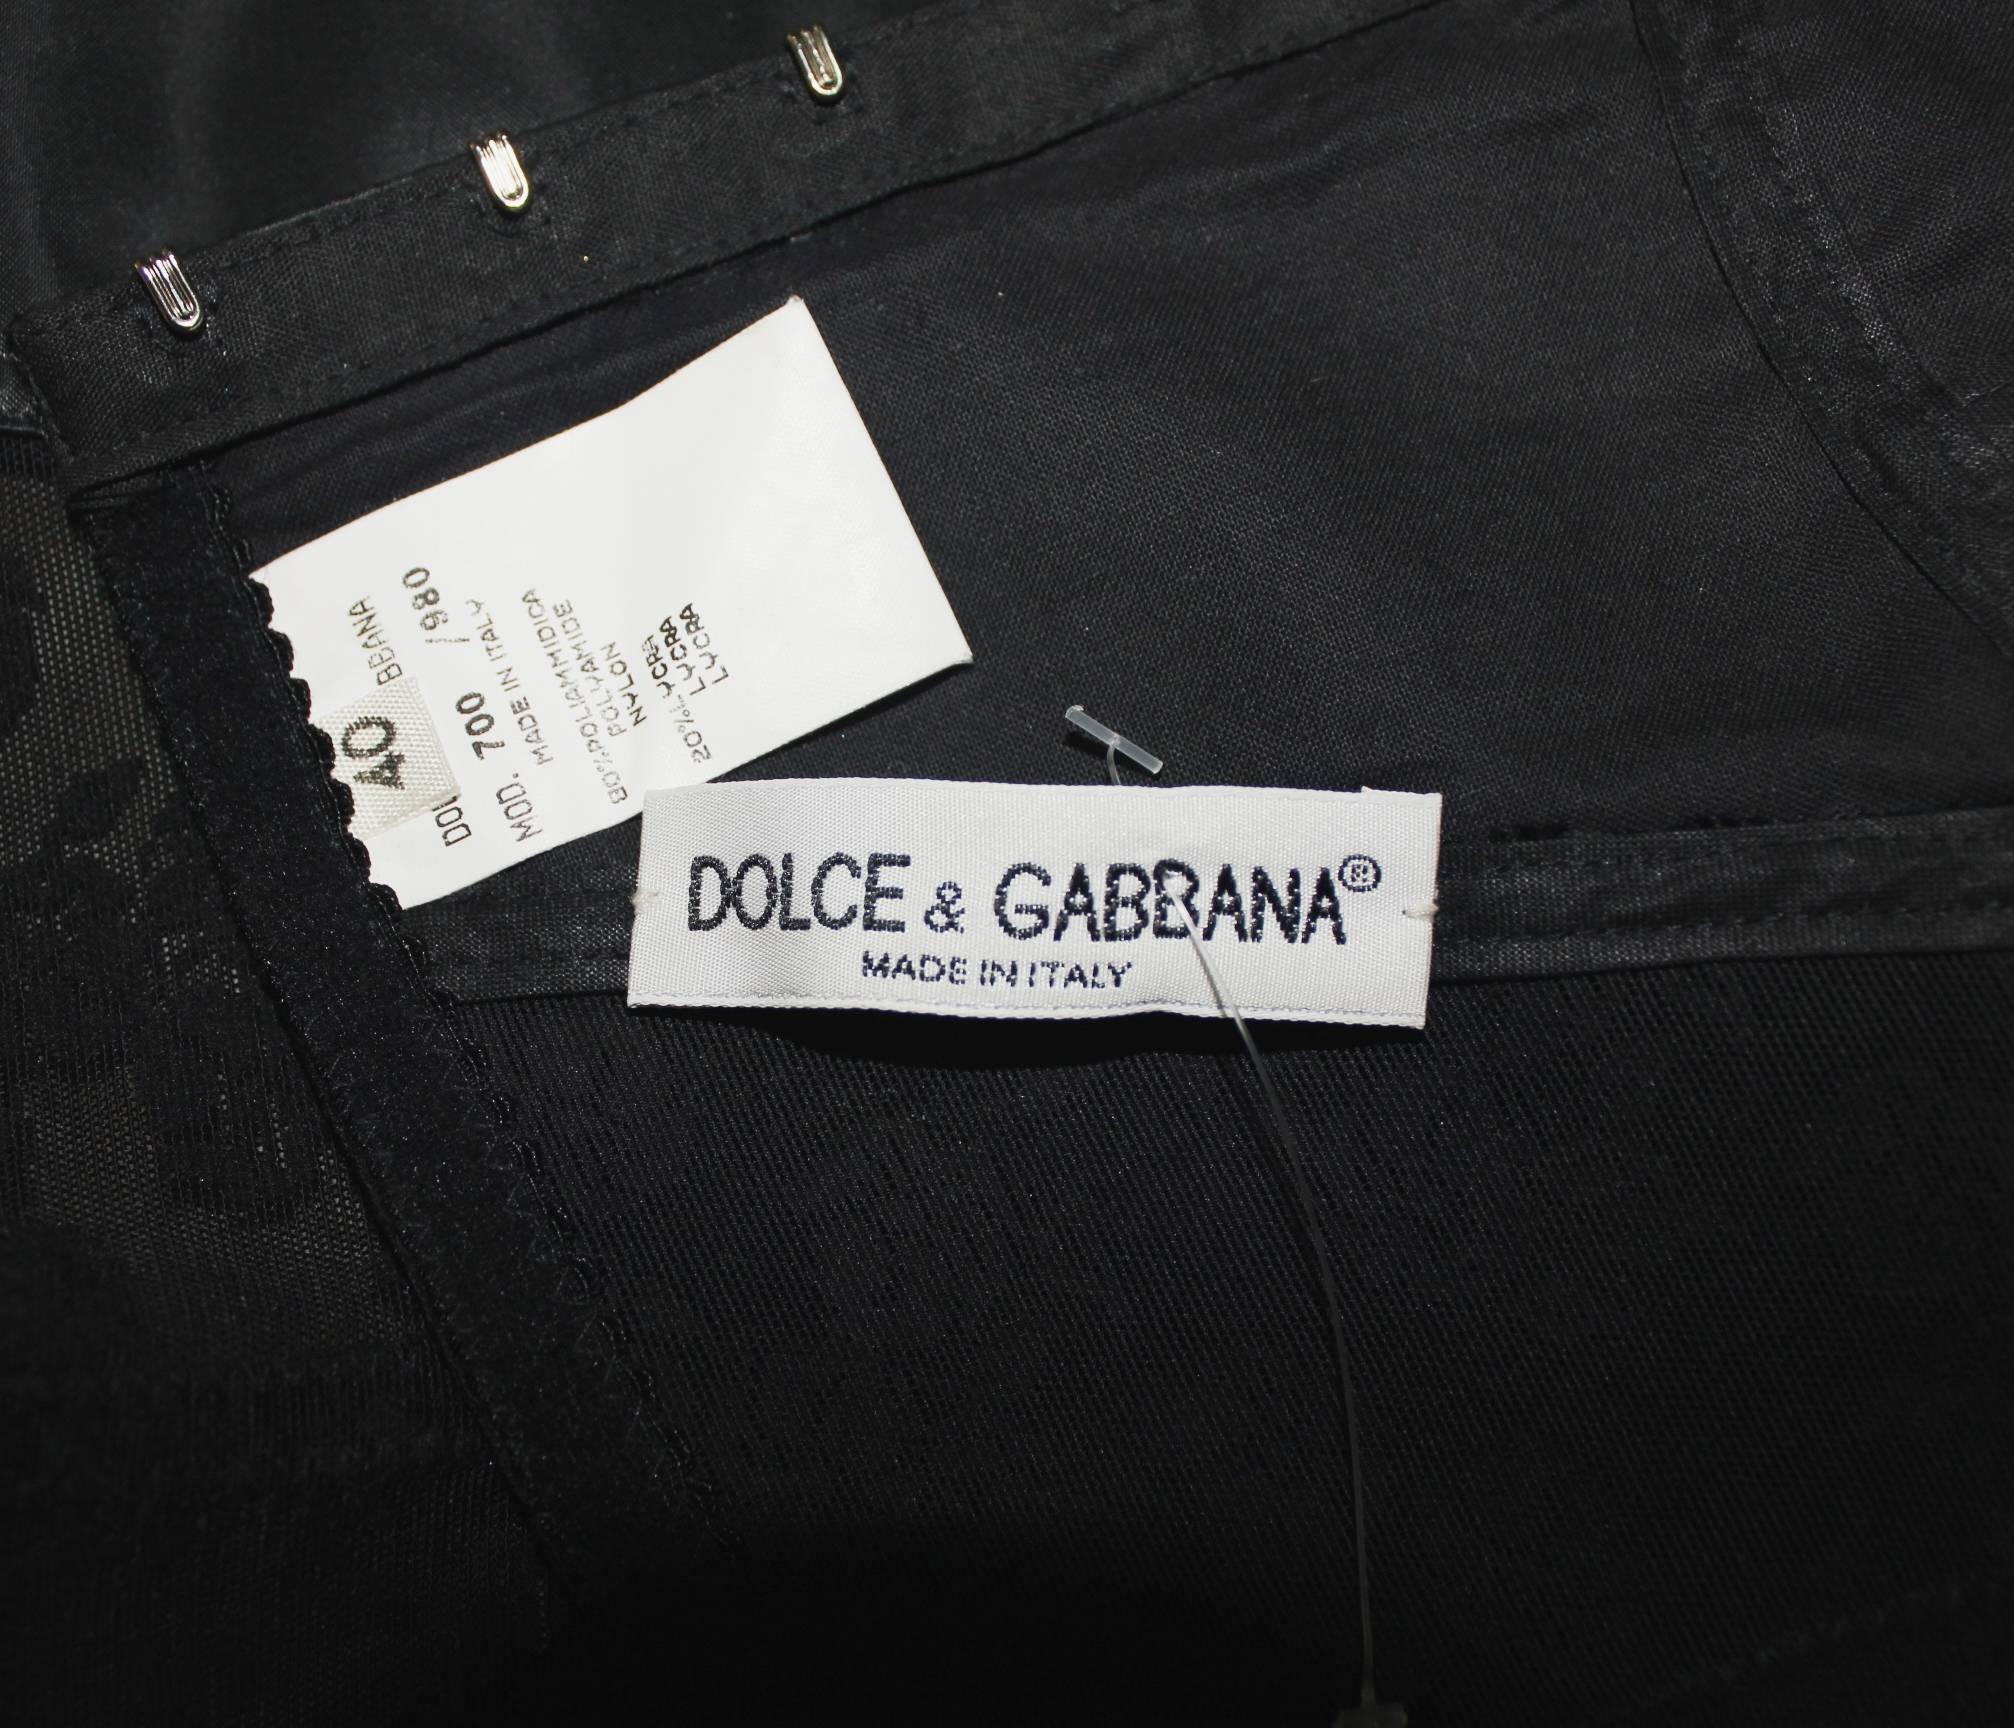 DOLCE & GABBANA®
MADE IN ITALY
40
DOL BBANA
MOD. 700 /980
MADE IN ITALY
80%POLIAMMIDICA
POLYAMIDE
NYLON
20%LYCRA
LYCRA
LYCRA